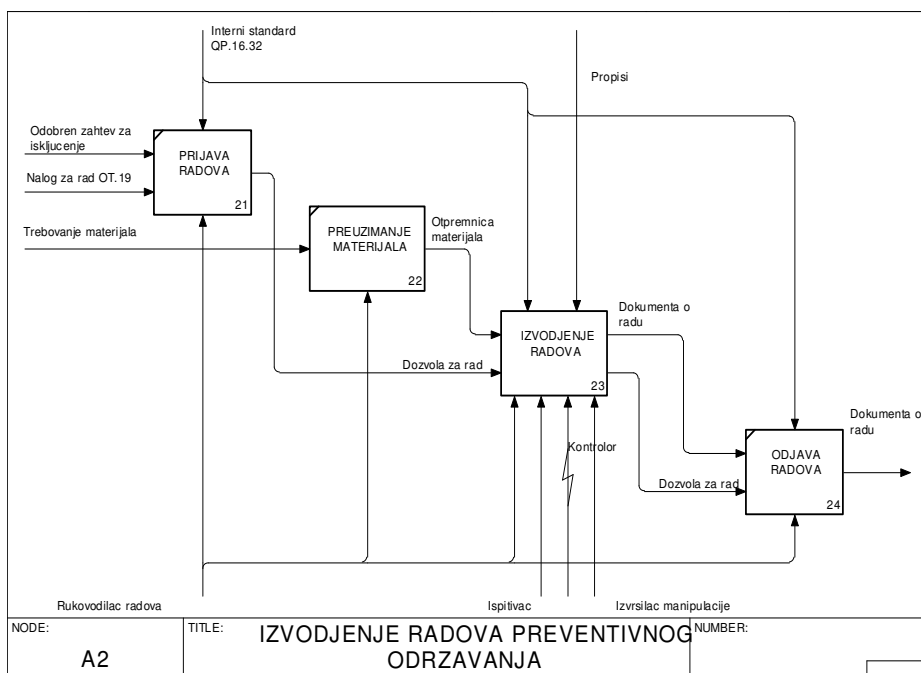 Interni standard
QP.16.32
Propisi
Odobren zahtev za
iskljucenje
PRIJAVA
RADOVA
21
Nalog za rad OT.19
Trebovanje materijala
PREUZIMANJE
MATERIJALA
22
Otpremnica
materijala
Dokumenta o
radu
IZVODJENJE
RADOVA
23
Dozvola za rad
Dokumenta o
radu
Kontrolor
ODJAVA
RADOVA
24
Dozvola za rad
Rukovodilac radova
Ispitivac
Izvrsilac manipulacije
NODE:
A2
TITLE:
IZVODJENJE RADOVA PREVENTIVNOG
ODRZAVANJA
NUMBER: